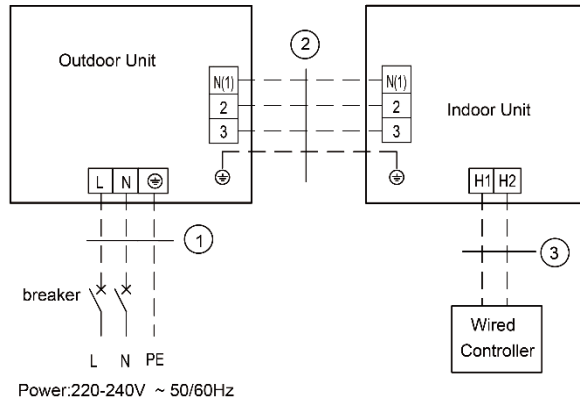 Outdoor Unit
Indoor Unit
N(1)
2
3
N(1)
2
3
2
L N
H1 H2
1
3
breaker
L N PE
Power:220-240V ~ 50/60Hz
Wired
Controller